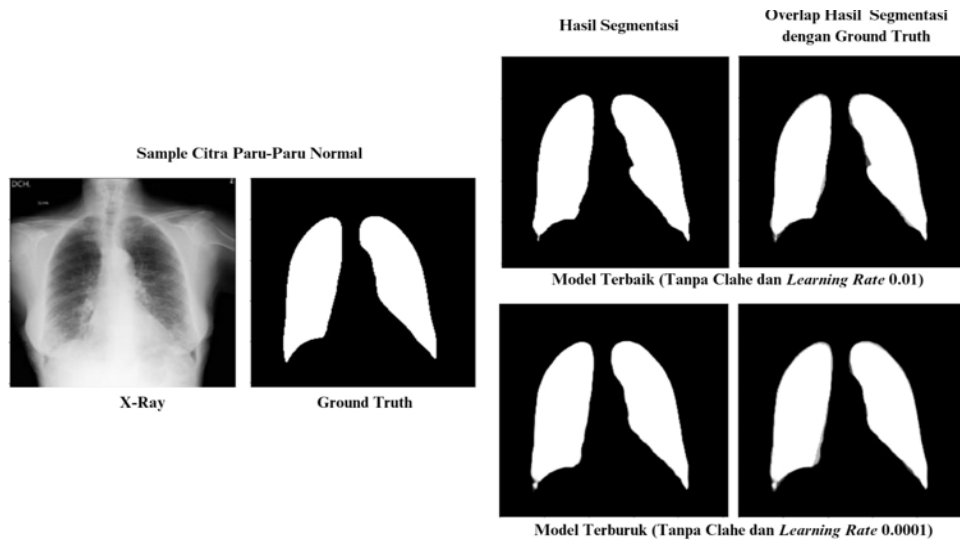 Hasil Segmentasi
Overlap Hasil Segmentasi
dengan Ground Truth
Sample Citra Paru-Paru Normal
DCH.
X-Ray
Ground Truth
Model Terbaik (Tanpa Clahe dan Learning Rate 0.01)
Model Terburuk (Tanpa Clahe dan Learning Rate 0.0001)